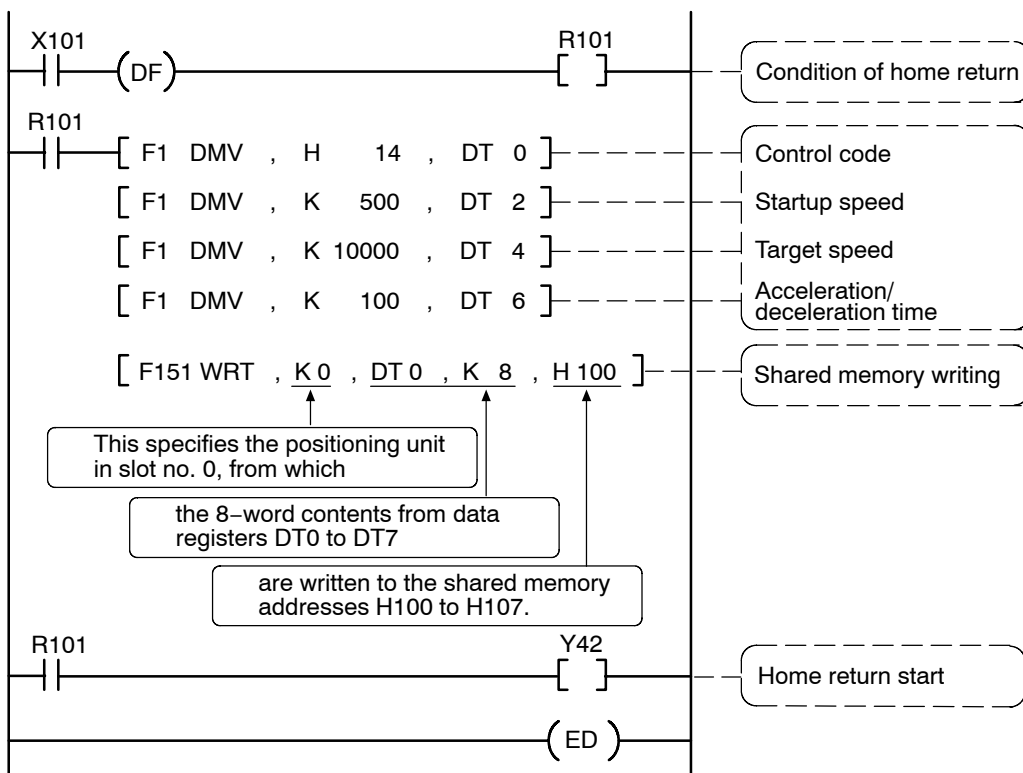 X101
R101
(DF)
[ ]
Condition of home return
R101
[ F1 DMV , H 14 , DT 0 ]
Control code
[ F1 DMV , K 500 , DT 2 ]
Startup speed
[ F1 DMV , K 10000 , DT 4 ]
Target speed
[ F1 DMV , K 100 , DT 6 ]
Acceleration/
deceleration time
[ F151 WRT , K 0 , DT 0 , K 8 , H 100 ]
Shared memory writing
This specifies the positioning unit
in slot no. 0, from which
the 8−word contents from data
registers DT0 to DT7
are written to the shared memory
addresses H100 to H107.
R101
Y42
[ ]
Home return start
(ED)